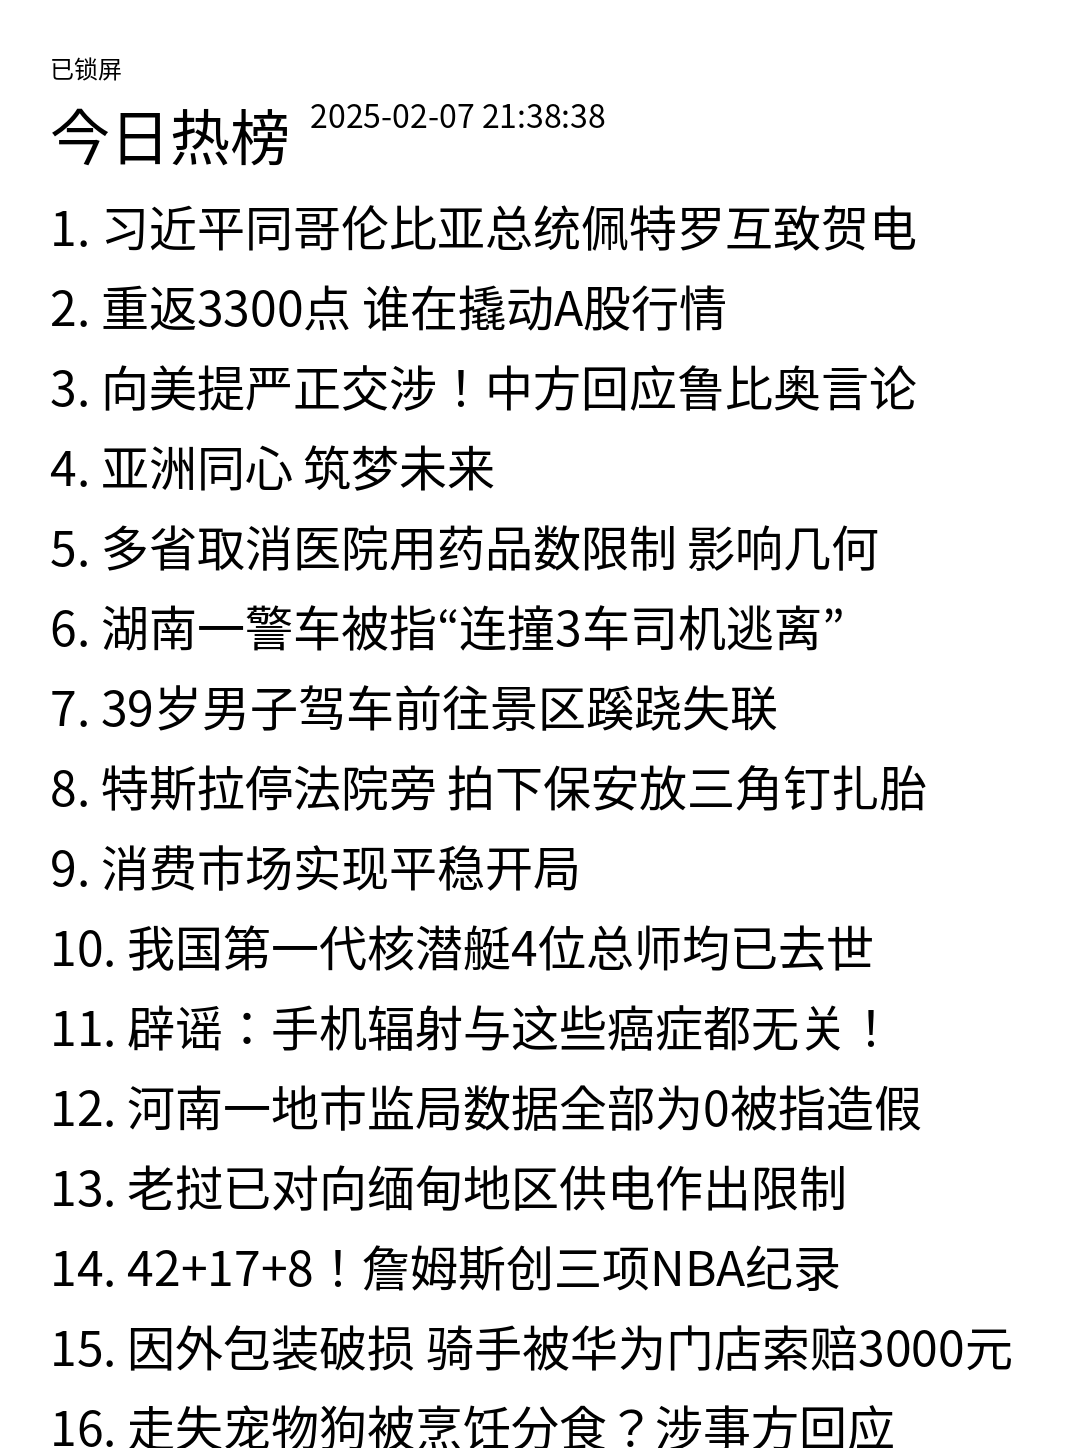 已锁屏
今日热榜 2025-02-07 21:38:38
1. 习近平同哥伦比亚总统佩特罗互致贺电
2. 重返3300点 谁在撬动A股行情
3. 向美提严正交涉！中方回应鲁比奥言论
4. 亚洲同心 筑梦未来
5. 多省取消医院用药品数限制 影响几何
6. 湖南一警车被指“连撞3车司机逃离”
7. 39岁男子驾车前往景区蹊跷失联
8. 特斯拉停法院旁 拍下保安放三角钉扎胎
9. 消费市场实现平稳开局
10. 我国第一代核潜艇4位总师均已去世
11. 辟谣：手机辐射与这些癌症都无关！
12. 河南一地市监局数据全部为0被指造假
13. 老挝已对向缅甸地区供电作出限制
14. 42+17+8！詹姆斯创三项NBA纪录
15. 因外包装破损 骑手被华为门店索赔3000元
16. 走失宠物狗被烹饪分食？涉事方回应